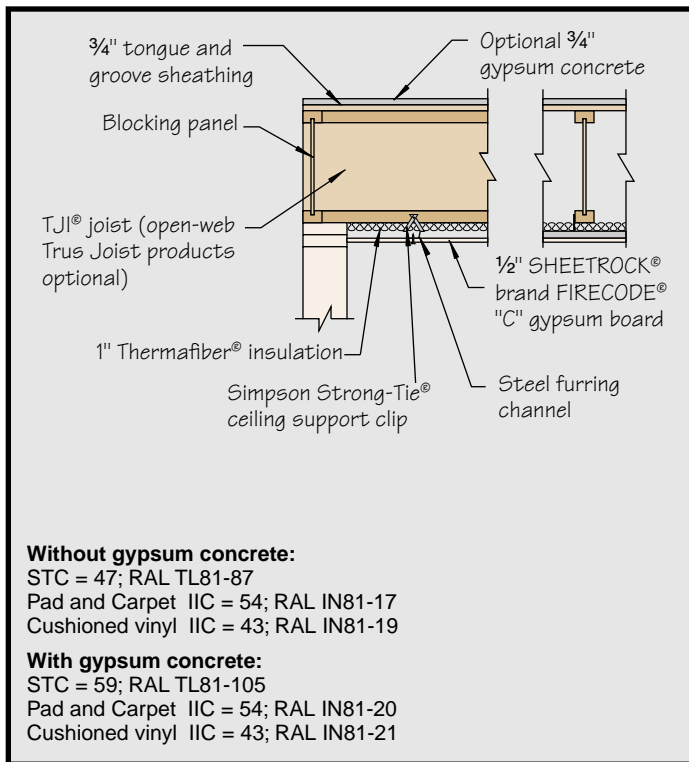 ¾" tongue and
groove sheathing
Optional ¾"
gypsum concrete
Blocking panel
TJI® joist (open-web
Trus Joist products
optional)
½" SHEETROCK®
brand FIRECODE®
"C" gypsum board
1" Thermafiber® insulation
Simpson Strong-Tie®
ceiling support clip
Steel furring
channel
Without gypsum concrete:
STC = 47; RAL TL81-87
Pad and Carpet IIC = 54; RAL IN81-17
Cushioned vinyl IIC = 43; RAL IN81-19
With gypsum concrete:
STC = 59; RAL TL81-105
Pad and Carpet IIC = 54; RAL IN81-20
Cushioned vinyl IIC = 43; RAL IN81-21